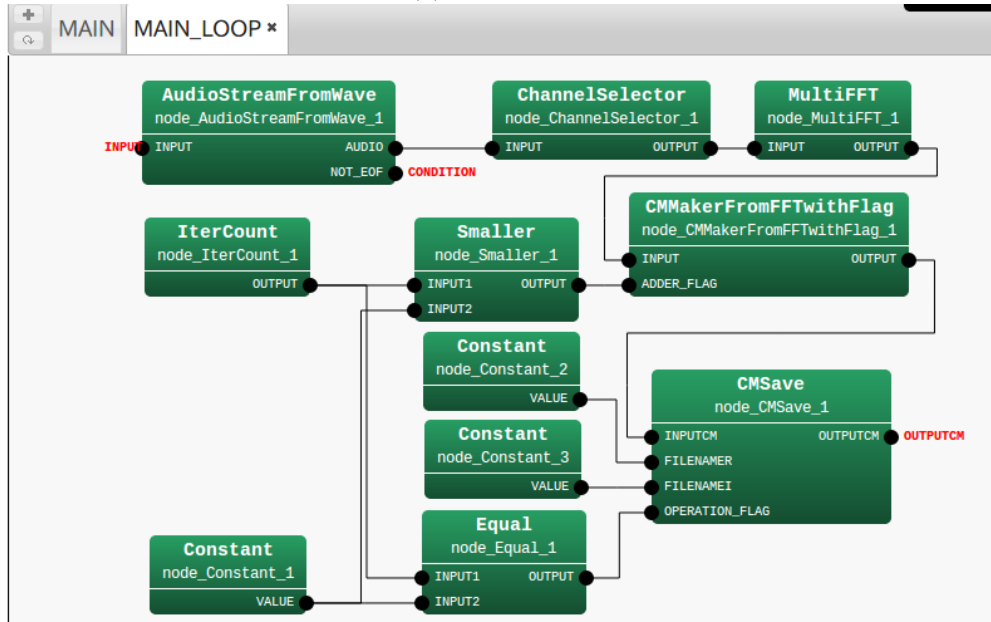 MAIN
MAIN_LOOP ×
AudioStreamFromWave
node_AudioStreamFromWave_1
INPUT
INPUT
AUDIO
NOT_EOF
CONDITION
ChannelSelector
node_ChannelSelector_1
INPUT
OUTPUT
MultiFFT
node_MultiFFT_1
INPUT
OUTPUT
IterCount
node_IterCount_1
OUTPUT
Smaller
node_Smaller_1
INPUT1
OUTPUT
INPUT2
CMMakerFromFFTwithFlag
node_CMMakerFromFFTwithFlag_1
INPUT
OUTPUT
ADDER_FLAG
Constant
node_Constant_2
VALUE
Constant
node_Constant_3
VALUE
CMSave
node_CMSave_1
INPUTCM
OUTPUTCM
OUTPUTCM
FILENAMER
FILENAMEI
OPERATION_FLAG
Constant
node_Constant_1
VALUE
Equal
node_Equal_1
INPUT1
OUTPUT
INPUT2